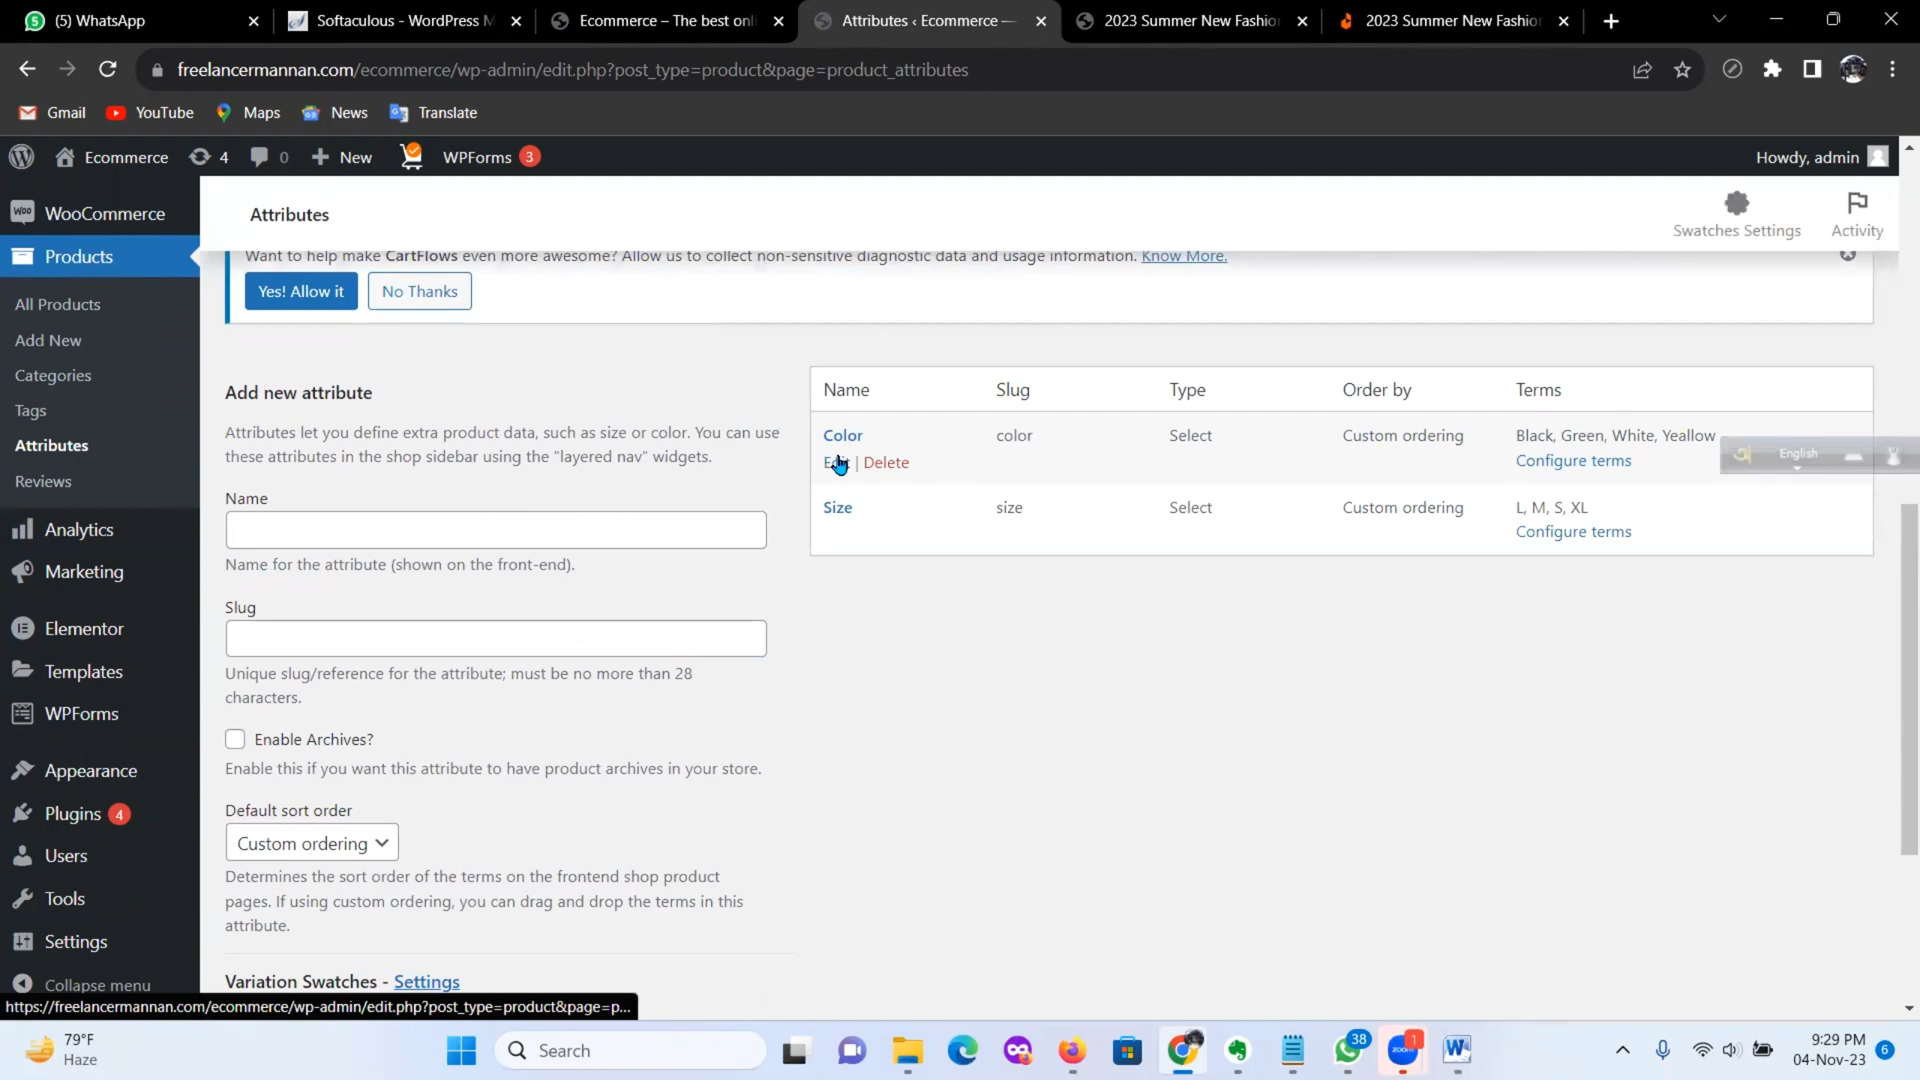 (5) WhatsApp
Softaculous - WordPress M
Ecommerce – The best onl
Attributes ‹ Ecommerce —
2023 Summer New Fashio
2023 Summer New Fashio
freelancermannan.com/ecommerce/wp-admin/edit.php?post_type=product&page=product_attributes
Gmail
YouTube
Maps
News
Translate
Ecommerce
4
0
New
WPForms 3
Howdy, admin
WooCommerce
Products
All Products
Add New
Categories
Tags
Attributes
Reviews
Analytics
Marketing
Elementor
Templates
WPForms
Appearance
Plugins 4
Users
Tools
Settings
Collapse menu
Attributes
Swatches Settings
Activity
Want to help make CartFlows even more awesome? Allow us to collect non-sensitive diagnostic data and usage information. Know More.
Yes! Allow it
No Thanks
Add new attribute
Attributes let you define extra product data, such as size or color. You can use
these attributes in the shop sidebar using the "layered nav" widgets.
Name
Name for the attribute (shown on the front-end).
Slug
Unique slug/reference for the attribute; must be no more than 28
characters.
Enable Archives?
Enable this if you want this attribute to have product archives in your store.
Default sort order
Custom ordering
Determines the sort order of the terms on the frontend shop product
pages. If using custom ordering, you can drag and drop the terms in this
attribute.
Variation Swatches - Settings
Name Slug Type Order by Terms
Color color Select Custom ordering Black, Green, White, Yeallow
Edit | Delete Configure terms
Size size Select Custom ordering L, M, S, XL
Configure terms
English
https://freelancermannan.com/ecommerce/wp-admin/edit.php?post_type=product&page=p...
79°F
Haze
Search
38
zoom
1
9:29 PM
04-Nov-23
6